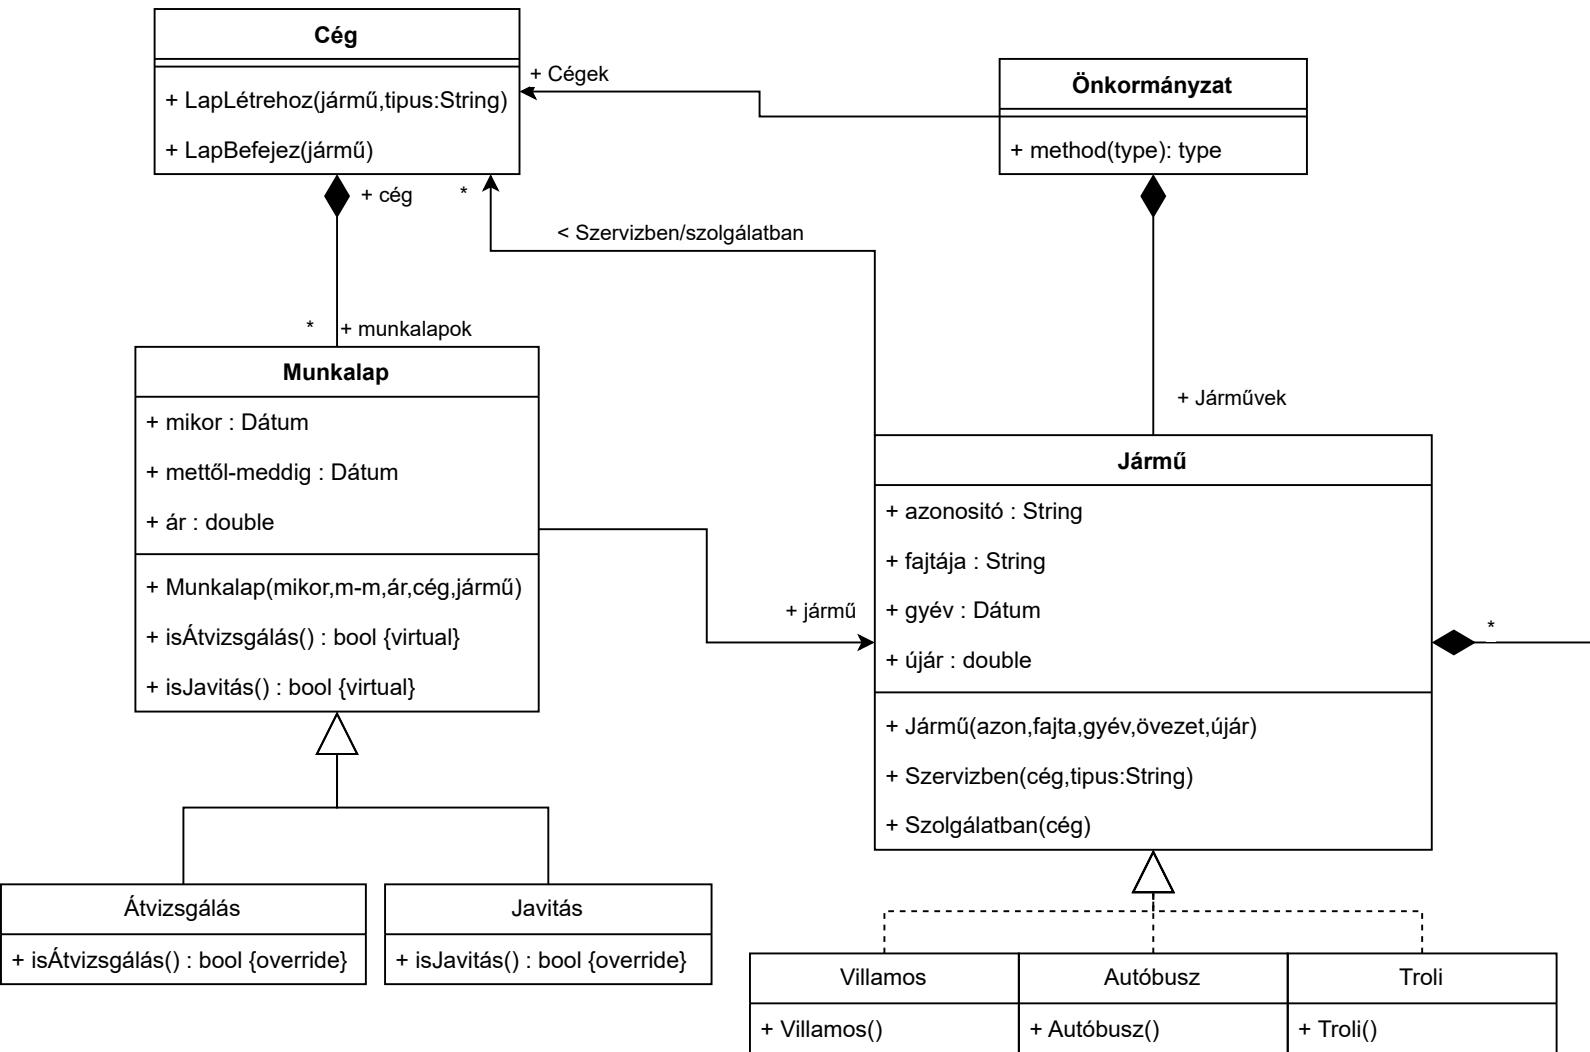 Cég
+ LapLétrehoz(jármű,tipus:String)
+ LapBefejez(jármű)
+ Cégek
Önkormányzat
+ method(type): type
+ cég
*
< Szervizben/szolgálatban
*
+ munkalapok
Munkalap
+ mikor : Dátum
+ mettől-meddig : Dátum
+ ár : double
+ Munkalap(mikor,m-m,ár,cég,jármű)
+ isÁtvizsgálás() : bool {virtual}
+ isJavitás() : bool {virtual}
+ Járművek
+ jármű
Jármű
+ azonositó : String
+ fajtája : String
+ gyév : Dátum
+ újár : double
+ Jármű(azon,fajta,gyév,övezet,újár)
+ Szervizben(cég,tipus:String)
+ Szolgálatban(cég)
*
Átvizsgálás
+ isÁtvizsgálás() : bool {override}
Javitás
+ isJavitás() : bool {override}
Villamos
+ Villamos()
Autóbusz
+ Autóbusz()
Troli
+ Troli()